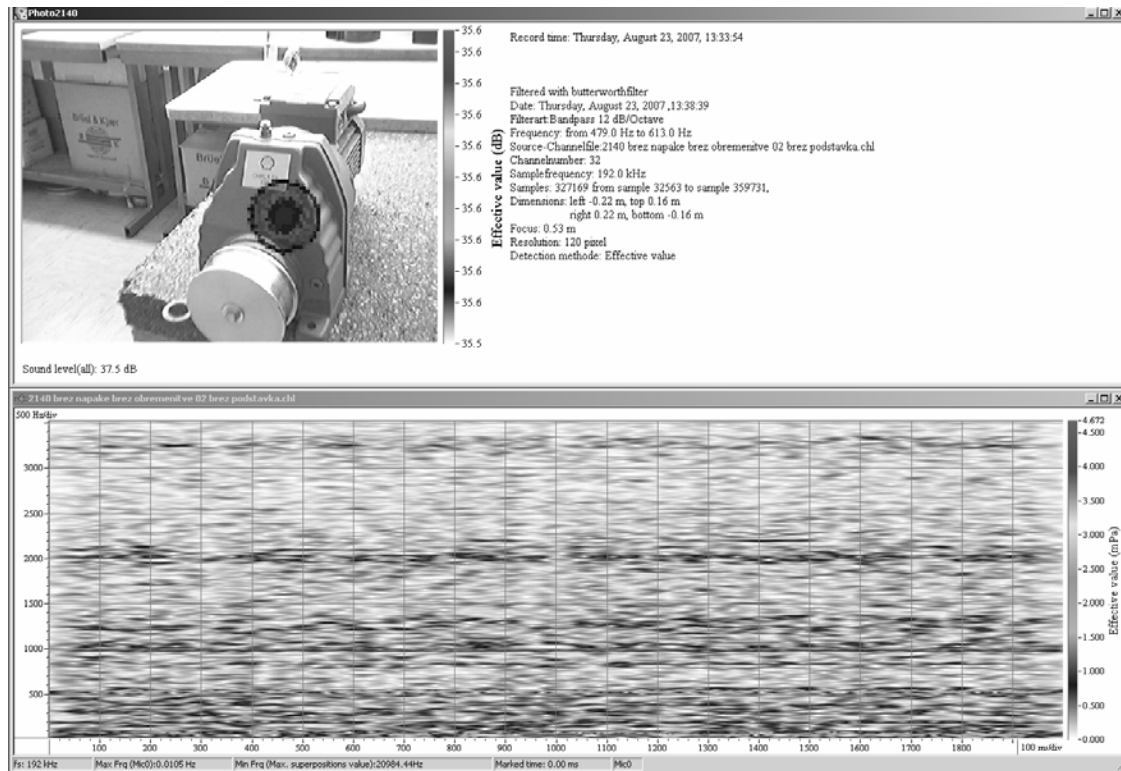 Photo2140
Record time: Thursday, August 23, 2007, 13:33:54
Filtered with butterworthfilter
Date: Thursday, August 23, 2007 ,13:38:39
Filterart:Bandpass 12 dB/Octave
Frequency: from 479.0 Hz to 613.0 Hz
Source-Channelfile:2140 brez napake brez obremenitve 02 brez podstavka.chl
Channelnumber: 32
Samplefrequency: 192.0 kHz
Samples: 327169 from sample 32563 to sample 359731,
Dimensions: left -0.22 m, top 0.16 m
right 0.22 m, bottom -0.16 m
Focus: 0.53 m
Resolution: 120 pixel
Detection methode: Effective value
35.6
35.6
35.6
35.6
35.6
35.6
35.6
35.5
Effective value (dB)
Brüel & Kjær
Brüe
Sound level(all): 37.5 dB
2140 brez napake brez obremenitve 02 brez podstavka.chl
500 Hz/div
3000
2500
2000
1500
1000
500
100 200 300 400 500 600 700 800 900 1000 1100 1200 1300 1400 1500 1600 1700 1800 100 ms/div
4.672
4.500
4.000
3.500
3.000
2.500
2.000
1.500
1.000
0.500
0.000
Effective value (mPa)
fs: 192 kHz Max Frq (Mic0):0.0105 Hz Min Frq (Max. superpositions value):20984.44Hz Marked time: 0.00 ms Mic0